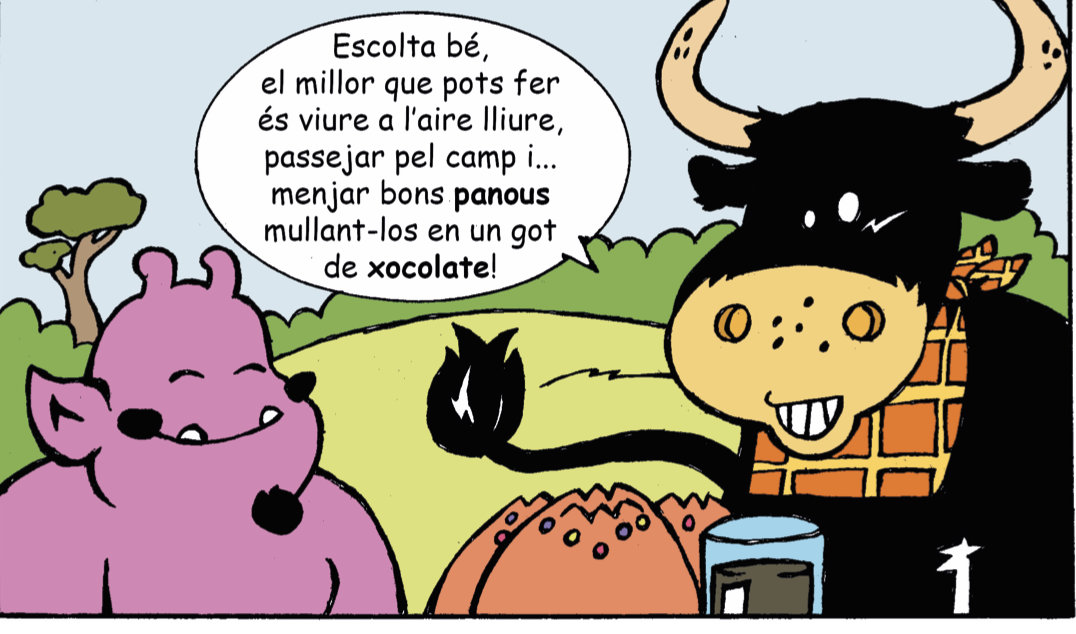 Escolta bé,
el millor que pots fer
és viure a l'aire lliure,
passejar pel camp i...
menjar bons panous
mullant-los en un got
de xocolate!